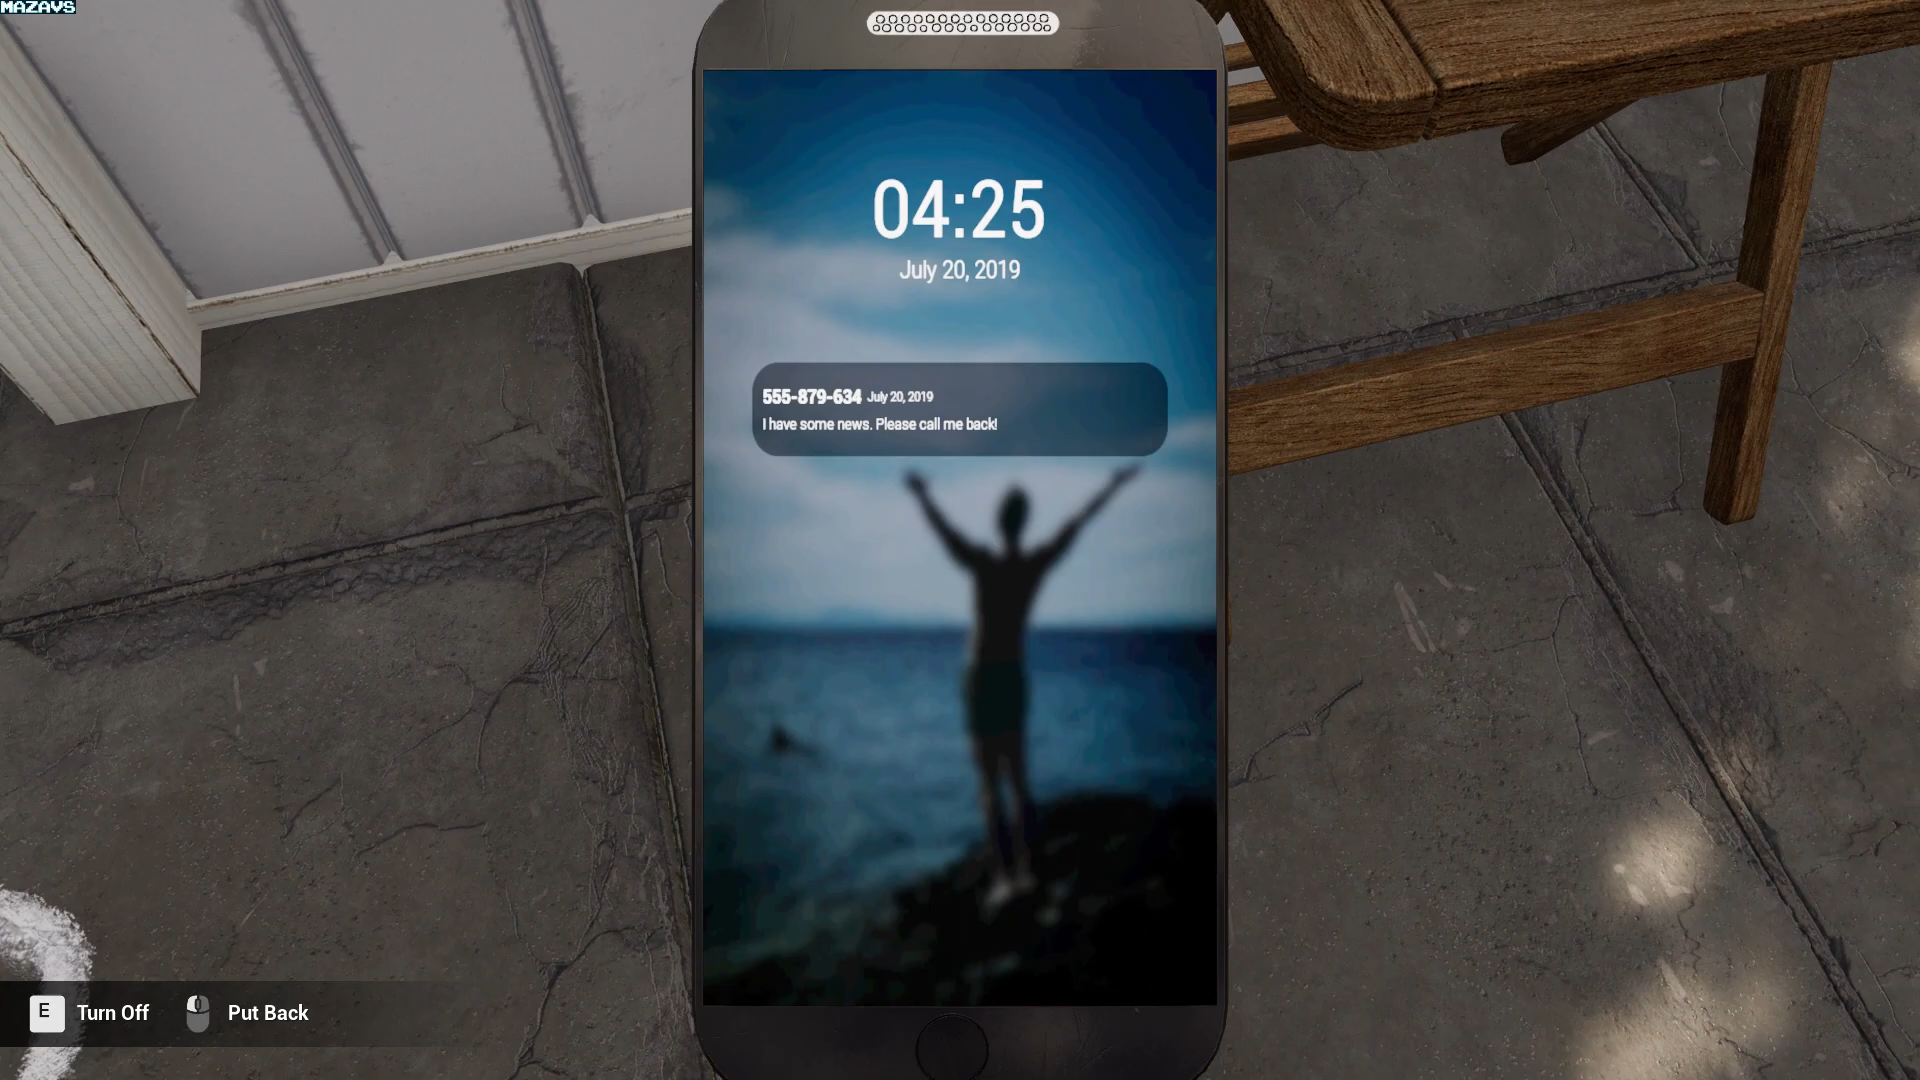 MAZAVS
04:25
July 20, 2019
555-879-634 July 20, 2019
I have some news. Please call me back!
E Turn Off Put Back